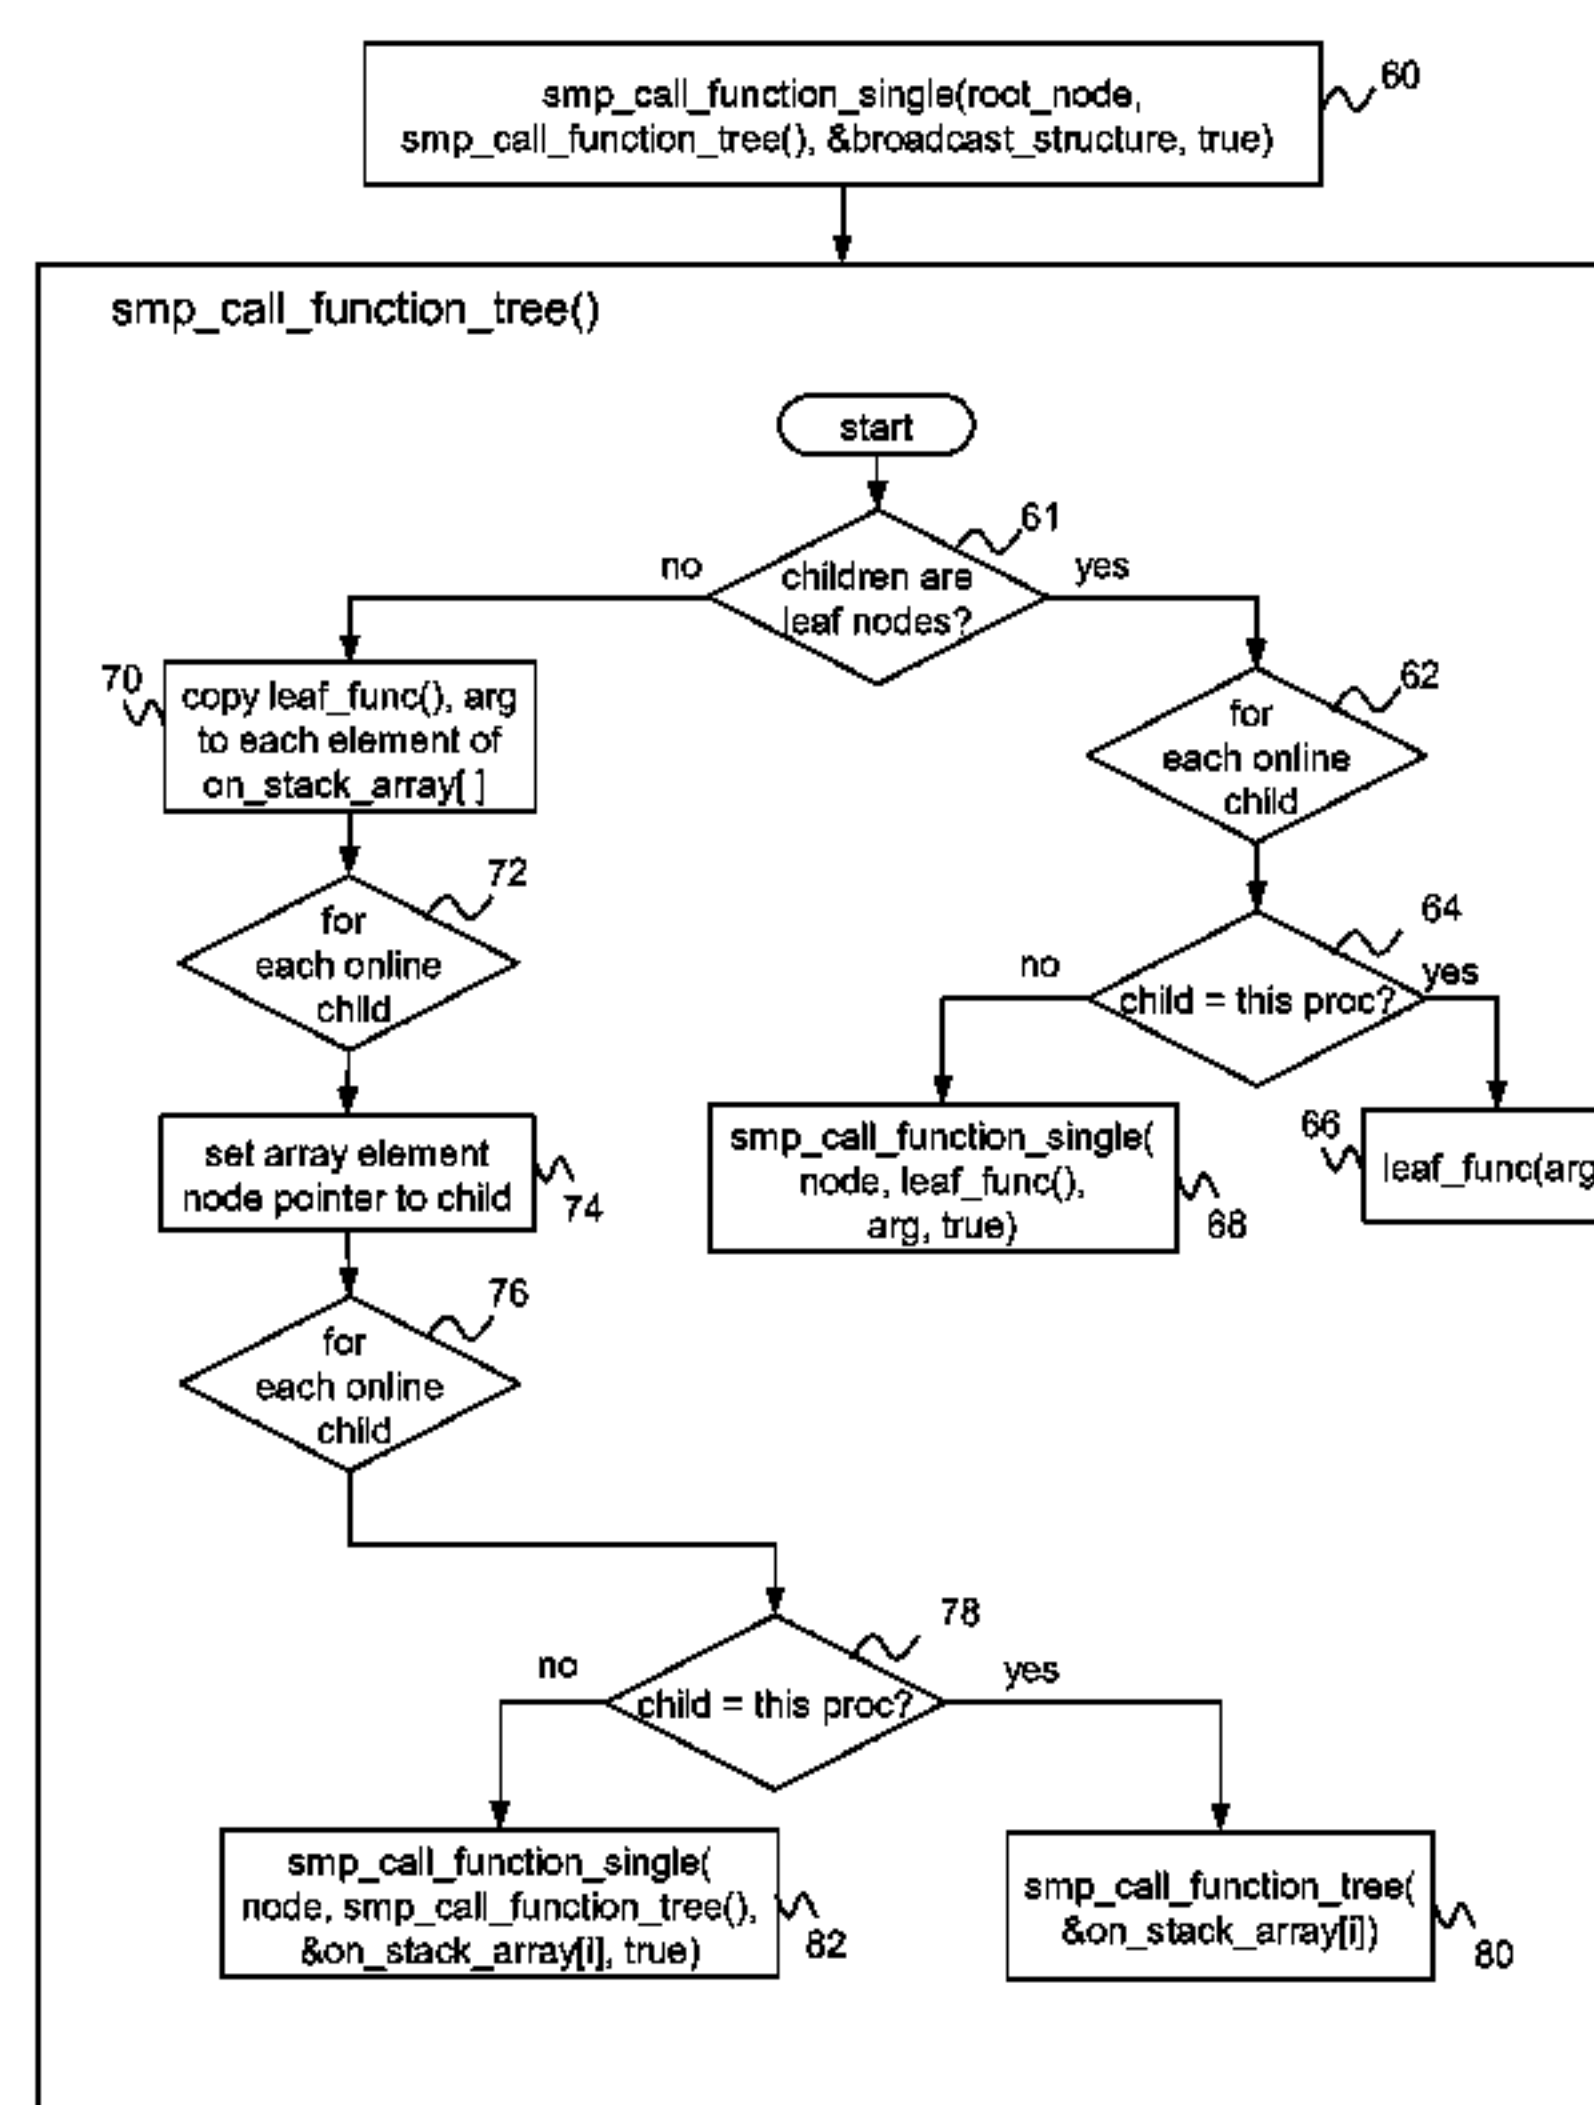 smp_call_function_single(root_node,
smp_call_function_tree(), &broadcast_structure, true)
60
smp_call_function_tree()
start
61
no
children are
leaf nodes?
yes
70
copy leaf_func(), arg
to each element of
on_stack_array[ ]
62
for
each online
child
72
for
each online
child
64
no
child = this proc?
yes
set array element
node pointer to child
74
smp_call_function_single(
node, leaf_func(),
arg, true)
68
66
leaf_func(arg
76
for
each online
child
78
no
child = this proc?
yes
smp_call_function_single(
node, smp_call_function_tree(),
&on_stack_array[i], true)
82
smp_call_function_tree(
&on_stack_array[i])
80